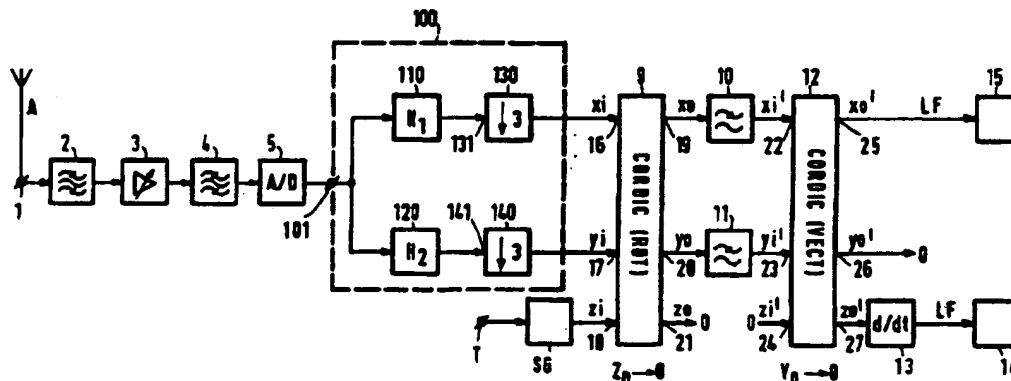 100
110
130
9
10
12
15
A
H₁
↓3
xi
xo
xi'
xo'
LF
2
3
4
5
131
16
19
22
25
A/D
CORDIC (ROT)
CORDIC (VECT)
1
101
120
141
140
11
H₂
↓3
yi
yo
yi'
yo'
0
17
20
23
26
zi
zo
0
0
zi'
zo'
d/dt
LF
T
SG
18
21
24
27
13
Zn→0
Yn→0